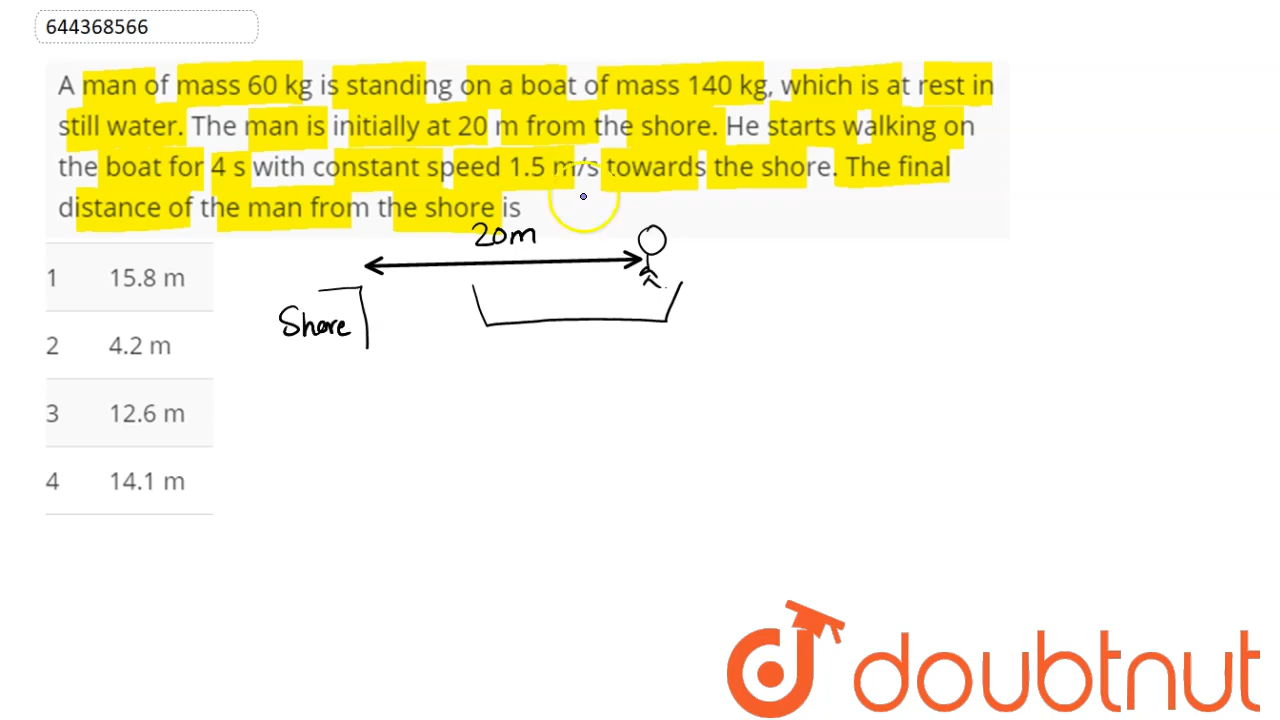 644368566
A man of mass 60 kg is standing on a boat of mass 140 kg, which is at rest in
still water. The man is initially at 20 m from the shore. He starts walking on
the boat for 4 s with constant speed 1.5 m/s towards the shore. The final
distance of the man from the shore is
20m
1 15.8 m
Shore
2 4.2 m
3 12.6 m
4 14.1 m
doubtnut